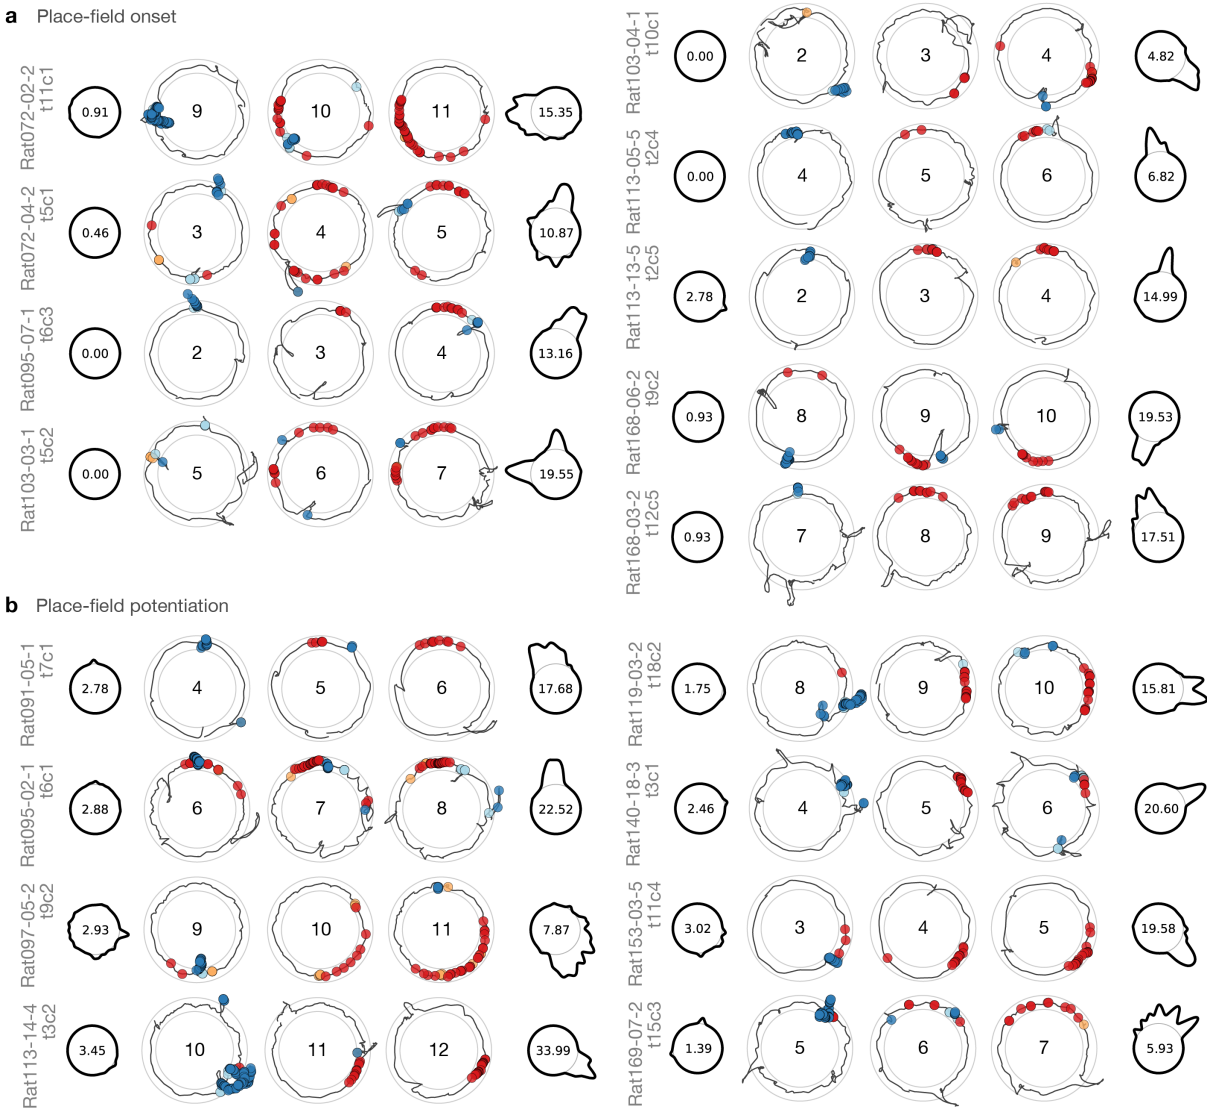 a Place-field onset
Rat072-02-2
t11c1
0.91 9 10 11 15.35
Rat072-04-2
t5c1
0.46 3 4 5 10.87
Rat095-07-1
t6c3
0.00 2 3 4 13.16
Rat103-03-1
t5c2
0.00 5 6 7 19.55
Rat103-04-1
t10c1
0.00 2 3 4 4.82
Rat113-05-5
t2c4
0.00 4 5 6 6.82
Rat113-13-5
t2c5
2.78 2 3 4 14.99
Rat168-06-2
t9c2
0.93 8 9 10 19.53
Rat168-03-2
t12c5
0.93 7 8 9 17.51
b Place-field potentiation
Rat091-05-1
t7c1
2.78 4 5 6 17.68
Rat095-02-1
t6c1
2.88 6 7 8 22.52
Rat097-05-2
t9c2
2.93 9 10 11 7.87
Rat113-14-4
t3c2
3.45 10 11 12 33.99
Rat119-03-2
t18c2
1.75 8 9 10 15.81
Rat140-18-3
t3c1
2.46 4 5 6 20.60
Rat153-03-5
t11c4
3.02 3 4 5 19.58
Rat169-07-2
t15c3
1.39 5 6 7 5.93